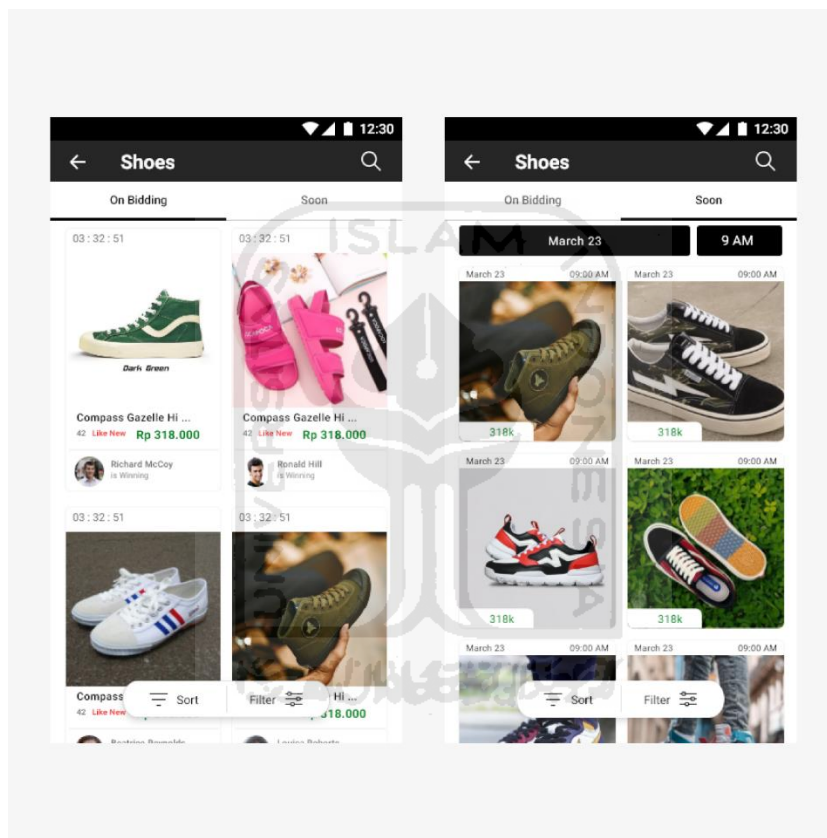 12:30
Shoes
On Bidding Soon
03 : 32 : 51
Dark Green
Compass Gazelle Hi ...
42 Like New Rp 318.000
Richard McCoy
is Winning
03 : 32 : 51
Compass Gazelle Hi ...
42 Like New Rp 318.000
Ronald Hill
is Winning
03 : 32 : 51
Compass
42 Like New
03 : 32 : 51
Hi ...
318.000
Sort Filter
12:30
Shoes
On Bidding Soon
March 23 9 AM
March 23 09:00 AM
318k
March 23 09:00 AM
318k
March 23 09:00 AM
318k
March 23 09:00 AM
318k
March 23 09:00 AM
March 23 09:00 AM
Sort Filter
UNIVERSITAS ISLAM INDONESIA